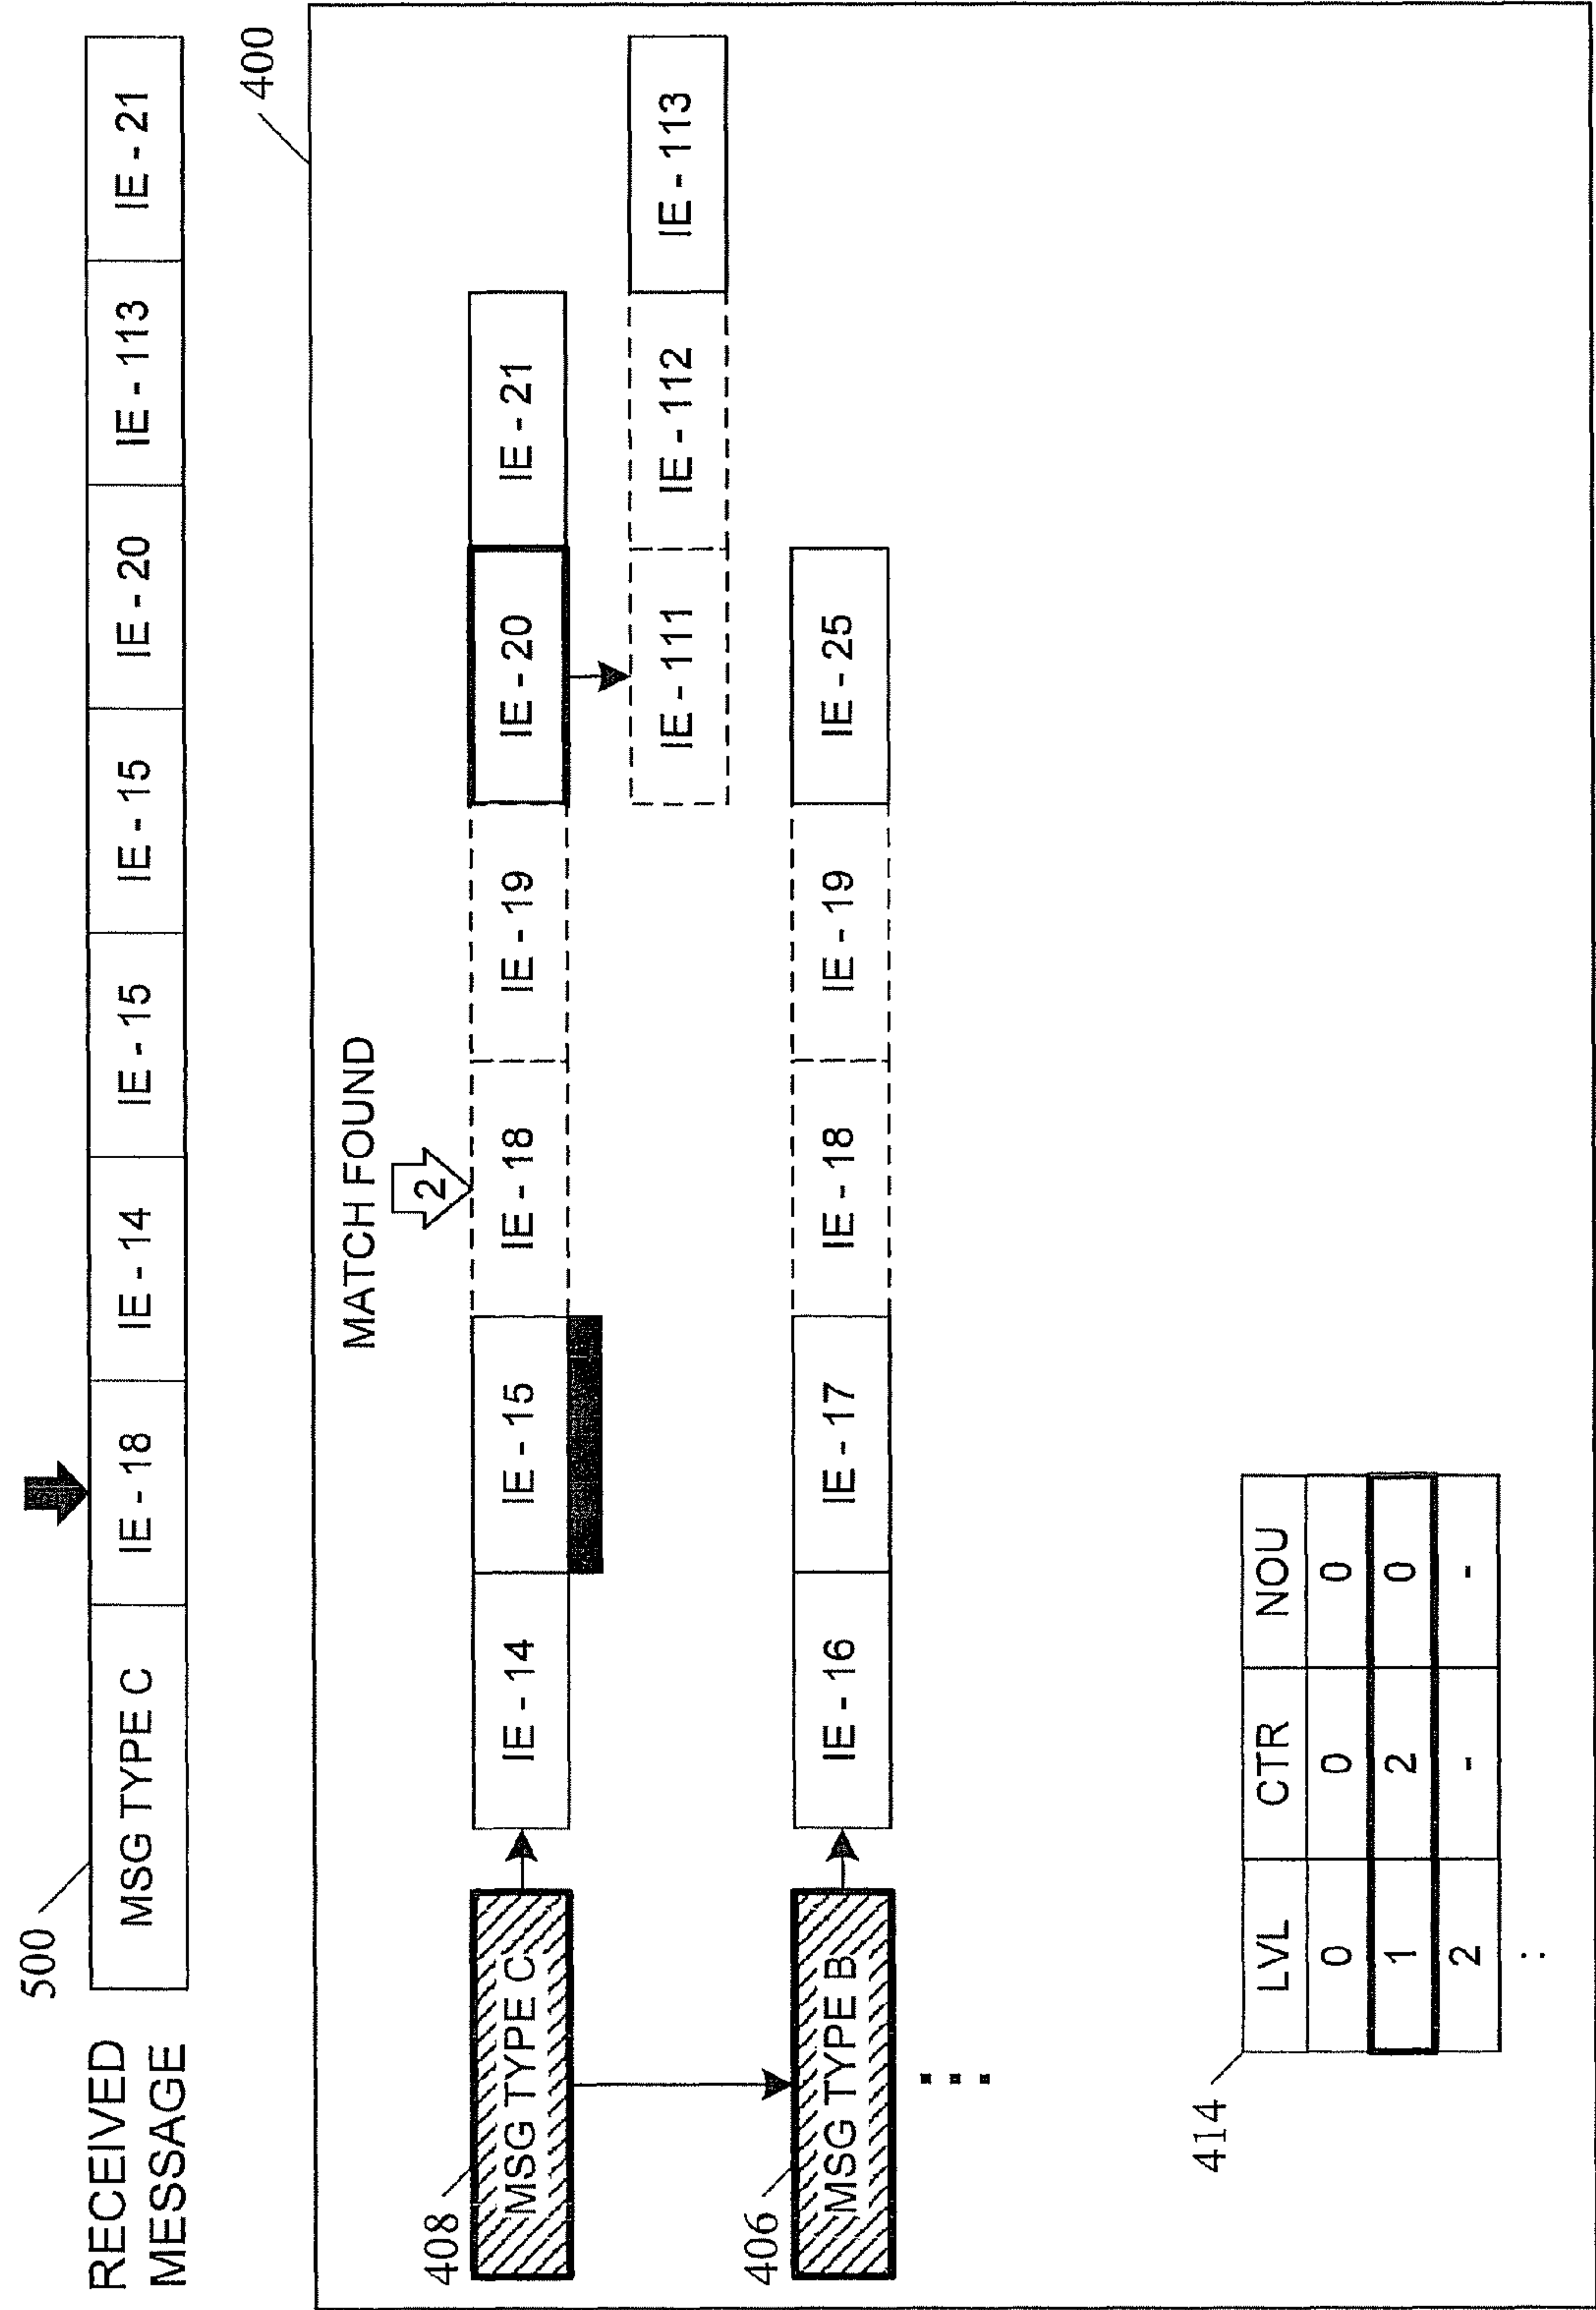 RECEIVED
MESSAGE
500
MSG TYPE C IE - 18 IE - 14 IE - 15 IE - 15 IE - 20 IE - 113 IE - 21
400
MATCH FOUND
2
408
MSG TYPE C IE - 14 IE - 15 IE - 18 IE - 19 IE - 20 IE - 21
IE - 111 IE - 112 IE - 113
406
MSG TYPE B IE - 16 IE - 17 IE - 18 IE - 19 IE - 25
414
LVL CTR NOU
0 0 0
1 2 0
2 - -